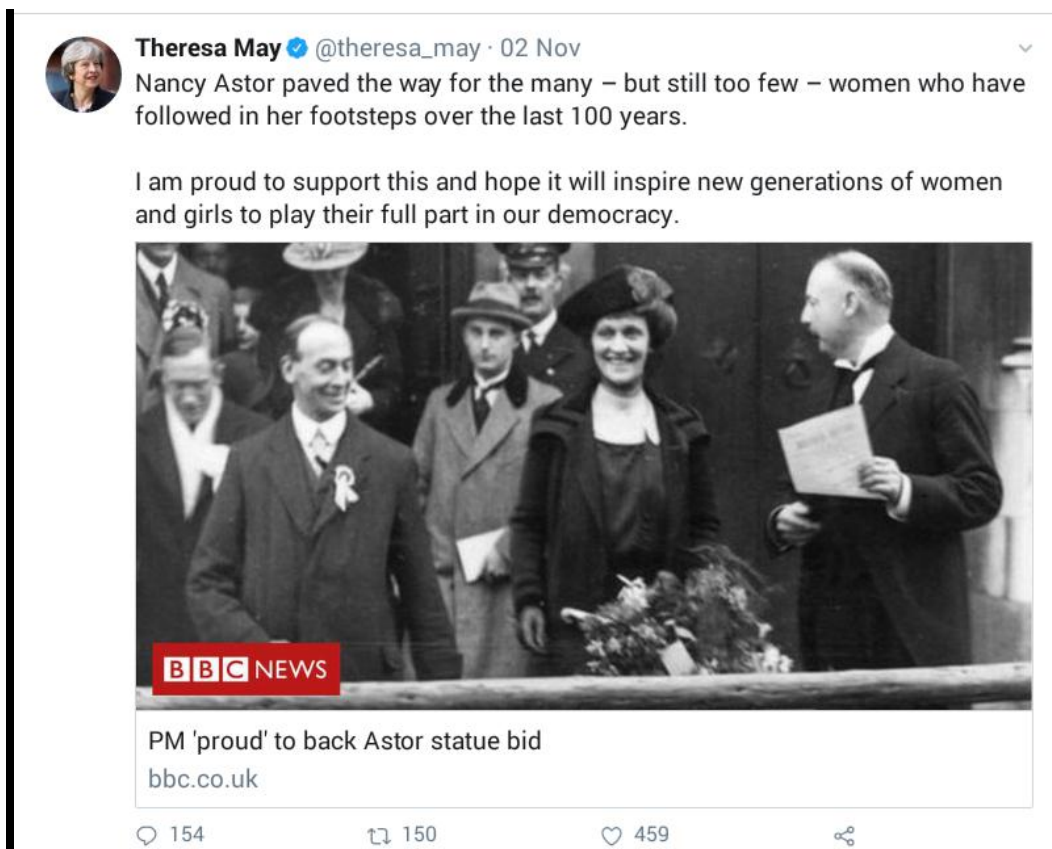 Theresa May @theresa_may · 02 Nov
Nancy Astor paved the way for the many – but still too few – women who have
followed in her footsteps over the last 100 years.
I am proud to support this and hope it will inspire new generations of women
and girls to play their full part in our democracy.
BBC NEWS
PM 'proud' to back Astor statue bid
bbc.co.uk
154 150 459